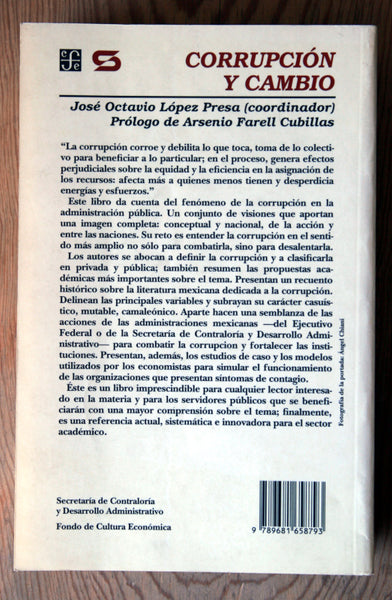 CORRUPCIÓN
Y CAMBIO
José Octavio López Presa (coordinador)
Prólogo de Arsenio Farell Cubillas
“La corrupción corroe y debilita lo que toca, toma de lo colecti-
vo para beneficiar a lo particular; en el proceso, genera efectos
perjudiciales sobre la equidad y la eficiencia en la asignación de
los recursos: afecta más a quienes menos tienen y desperdicia
energías y esfuerzos.”
Este libro da cuenta del fenómeno de la corrupción en la
administración pública. Un conjunto de visiones que aportan
una imagen completa: conceptual y nacional, de la acción y
entre las naciones. Su reto es entender la corrupción en el senti-
do más amplio no sólo para combatirla, sino para desalentarla.
Los autores se abocan a definir la corrupción y a clasificarla
en privada y pública; también resumen las propuestas aca-
démicas más importantes sobre el tema. Presentan un recuento
histórico sobre la literatura mexicana dedicada a la corrupción.
Delinean las principales variables y subrayan su carácter casuís-
tico, mutable, camaleónico. Aparte hacen una semblanza de las
acciones de las administraciones mexicanas —del Ejecutivo
Federal o de la Secretaría de Contraloría y Desarrollo Admi-
nistrativo— para combatir la corrupción y fortalecer las insti-
tuciones. Presentan, además, los estudios de caso y los modelos
utilizados por los economistas para simular el funcionamiento
de las organizaciones que presentan síntomas de contagio.
Éste es un libro imprescindible para cualquier lector interesa-
do en la materia y para los servidores públicos que se benefi-
ciarán con una mayor comprensión sobre el tema; finalmente,
es una referencia actual, sistemática e innovadora para el sector
académico.
Fotografía de la portada: Ángel Chiani
Secretaría de Contraloría
y Desarrollo Administrativo
Fondo de Cultura Económica
9 789681 658793